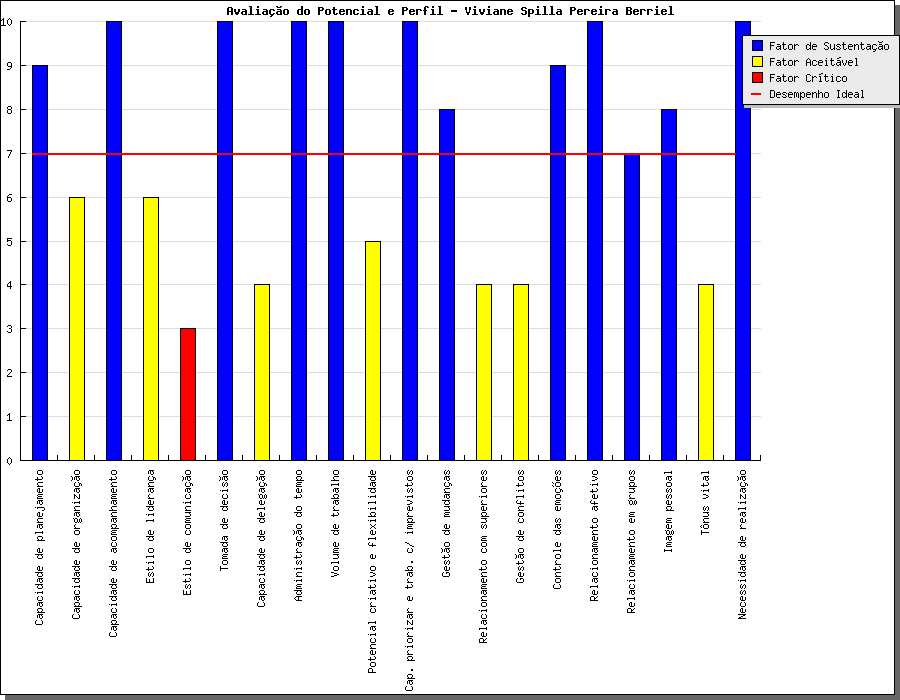 Avaliação do Potencial e Perfil - Viviane Spilla Pereira Berriel
10
9
8
7
6
5
4
3
2
1
0
Fator de Sustentação
Fator Aceitável
Fator Crítico
Desempenho Ideal
Capacidade de planejamento
Capacidade de organização
Capacidade de acompanhamento
Estilo de liderança
Estilo de comunicação
Tomada de decisão
Capacidade de delegação
Administração do tempo
Volume de trabalho
Potencial criativo e flexibilidade
Cap. priorizar e trab. c/ imprevistos
Gestão de mudanças
Relacionamento com superiores
Gestão de conflitos
Controle das emoções
Relacionamento afetivo
Relacionamento em grupos
Imagem pessoal
Tônus vital
Necessidade de realização